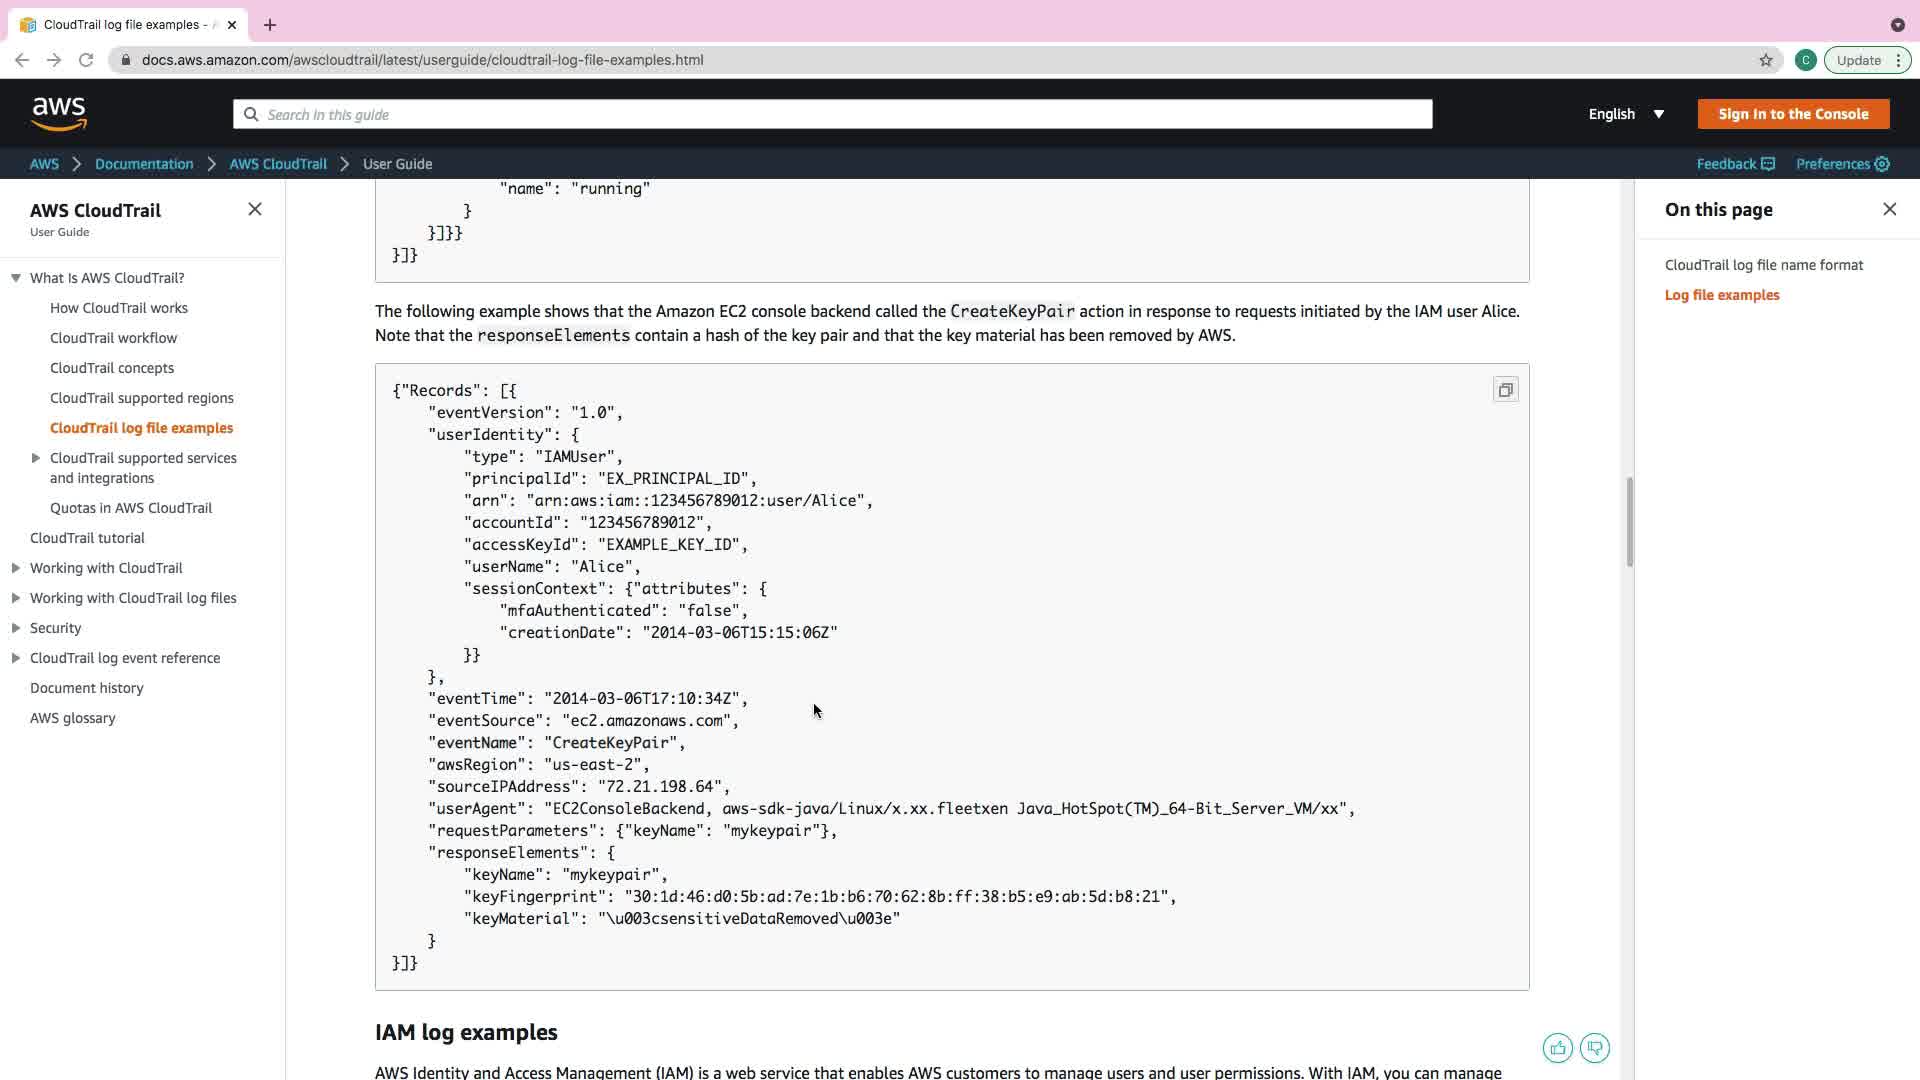 CloudTrail log file examples -
docs.aws.amazon.com/awscloudtrail/latest/userguide/cloudtrail-log-file-examples.html
C
Update
aws
Search in this guide
English
Sign In to the Console
AWS
Documentation
AWS CloudTrail
User Guide
Feedback
Preferences
AWS CloudTrail
User Guide
What Is AWS CloudTrail?
How CloudTrail works
CloudTrail workflow
CloudTrail concepts
CloudTrail supported regions
CloudTrail log file examples
CloudTrail supported services
and integrations
Quotas in AWS CloudTrail
CloudTrail tutorial
Working with CloudTrail
Working with CloudTrail log files
Security
CloudTrail log event reference
Document history
AWS glossary
"name": "running"
}
}]}}
}]}
The following example shows that the Amazon EC2 console backend called the CreateKeyPair action in response to requests initiated by the IAM user Alice.
Note that the responseElements contain a hash of the key pair and that the key material has been removed by AWS.
{"Records": [{
"eventVersion": "1.0",
"userIdentity": {
"type": "IAMUser",
"principalId": "EX_PRINCIPAL_ID",
"arn": "arn:aws:iam::123456789012:user/Alice",
"accountId": "123456789012",
"accessKeyId": "EXAMPLE_KEY_ID",
"userName": "Alice",
"sessionContext": {"attributes": {
"mfaAuthenticated": "false",
"creationDate": "2014-03-06T15:15:06Z"
}}
},
"eventTime": "2014-03-06T17:10:34Z",
"eventSource": "ec2.amazonaws.com",
"eventName": "CreateKeyPair",
"awsRegion": "us-east-2",
"sourceIPAddress": "72.21.198.64",
"userAgent": "EC2ConsoleBackend, aws-sdk-java/Linux/x.xx.fleetxen Java_HotSpot(TM)_64-Bit_Server_VM/xx",
"requestParameters": {"keyName": "mykeypair"},
"responseElements": {
"keyName": "mykeypair",
"keyFingerprint": "30:1d:46:d0:5b:ad:7e:1b:b6:70:62:8b:ff:38:b5:e9:ab:5d:b8:21",
"keyMaterial": "\u003csensitiveDataRemoved\u003e"
}
}]}
IAM log examples
AWS Identity and Access Management (IAM) is a web service that enables AWS customers to manage users and user permissions. With IAM, you can manage
On this page
CloudTrail log file name format
Log file examples